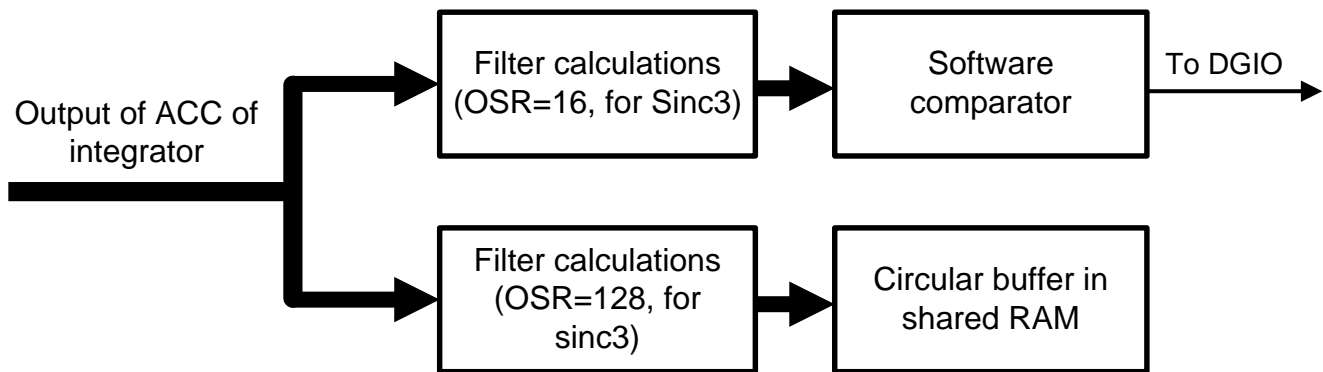 Output of ACC of
integrator
Filter calculations
(OSR=16, for Sinc3)
Software
comparator
To DGIO
Filter calculations
(OSR=128, for
sinc3)
Circular buffer in
shared RAM